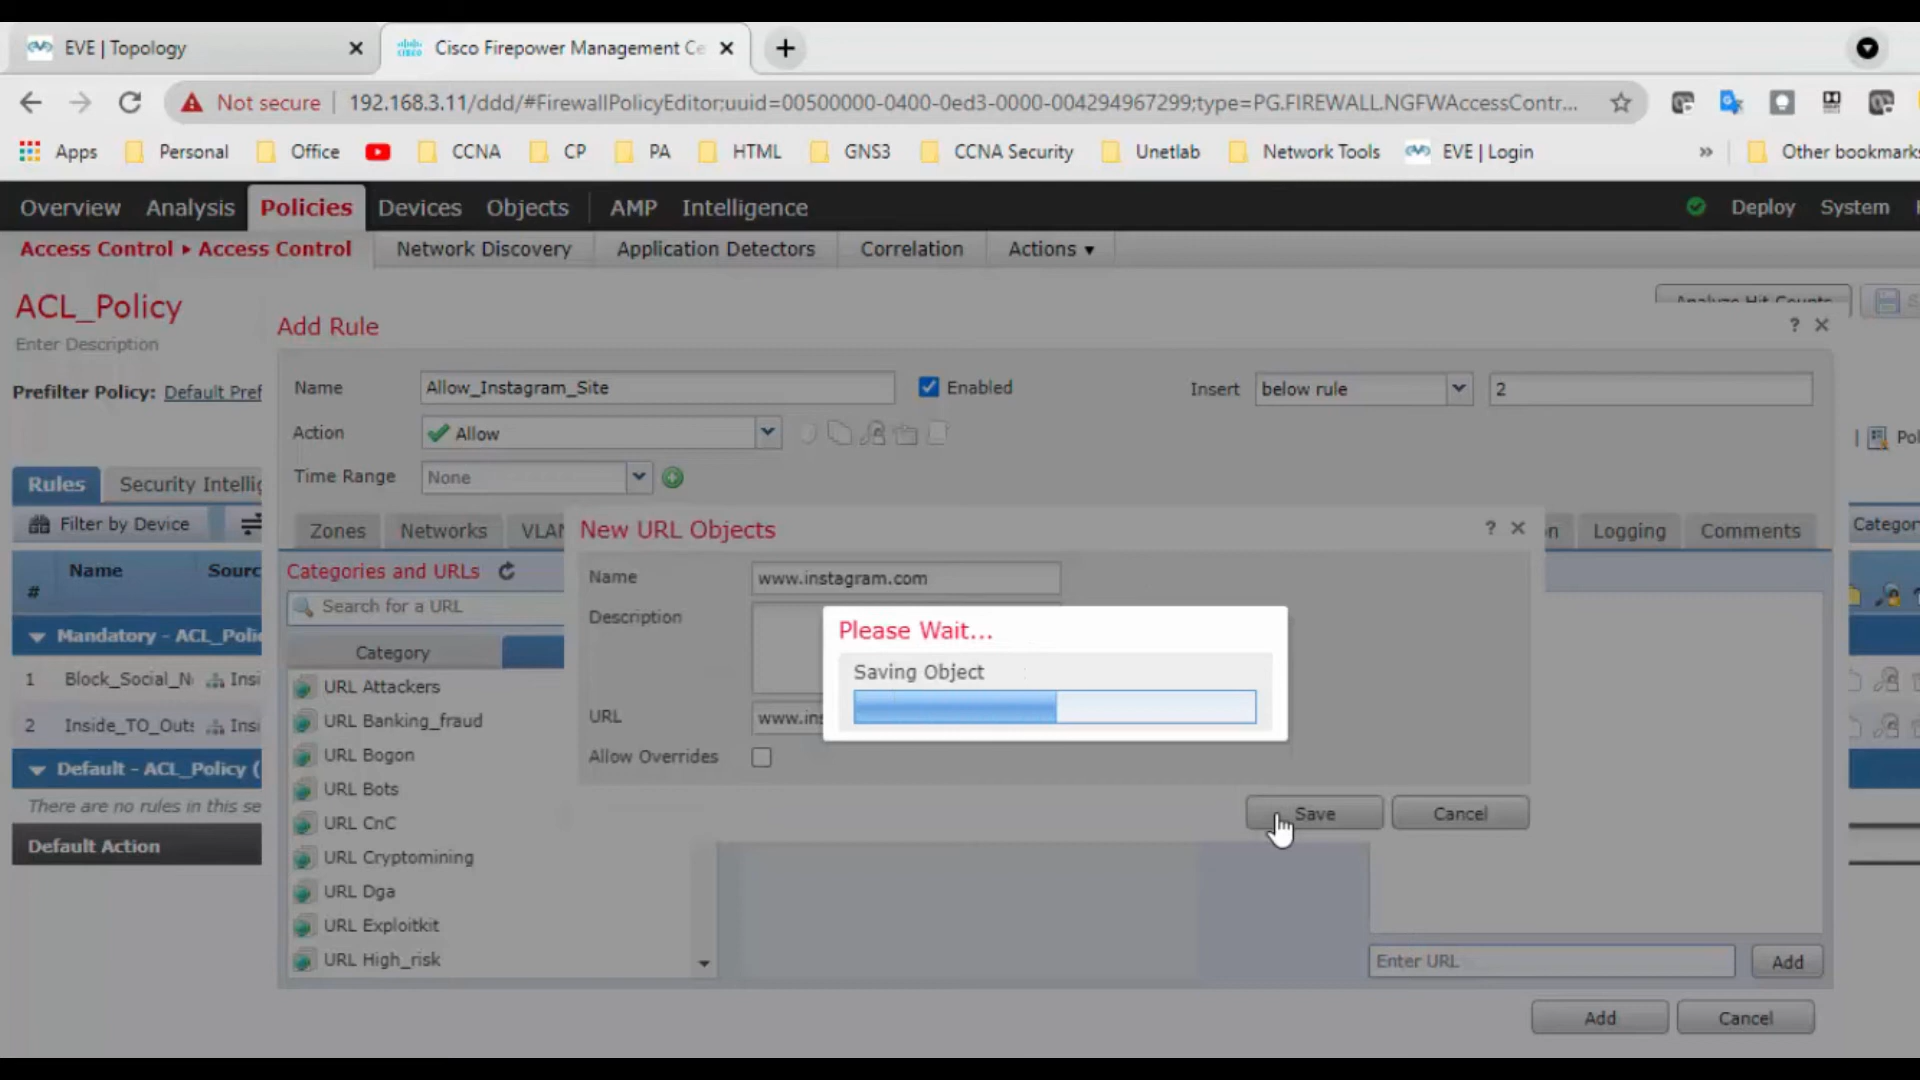 EVE | Topology
Cisco Firepower Management Ce
Not secure 192.168.3.11/ddd/#FirewallPolicyEditor;uuid=00500000-0400-0ed3-0000-004294967299;type=PG.FIREWALL.NGFWAccessContr...
Apps Personal Office CCNA CP PA HTML GNS3 CCNA Security Unetlab Network Tools EVE | Login » Other bookmarks
Overview Analysis Policies Devices Objects AMP Intelligence Deploy System
Access Control ▸ Access Control Network Discovery Application Detectors Correlation Actions ▾
ACL_Policy
Analyze Hit Counts
Enter Description
Add Rule
?
Prefilter Policy: Default Pref
Name Allow_Instagram_Site Enabled Insert below rule 2
Action Allow
Pol
Time Range None
Rules Security Intellig
Filter by Device
Zones Networks VLAN
New URL Objects
?
n Logging Comments
Categor
# Name Sourc
Categories and URLs
Search for a URL
Category
Name www.instagram.com
Description
Please Wait...
Saving Object
URL www.ins
Allow Overrides
Save Cancel
Mandatory - ACL_Poli
1 Block_Social_N Insi
2 Inside_TO_Outs Insi
Default - ACL_Policy (
There are no rules in this se
Default Action
URL Attackers
URL Banking_fraud
URL Bogon
URL Bots
URL CnC
URL Cryptomining
URL Dga
URL Exploitkit
URL High_risk
Enter URL Add
Add Cancel